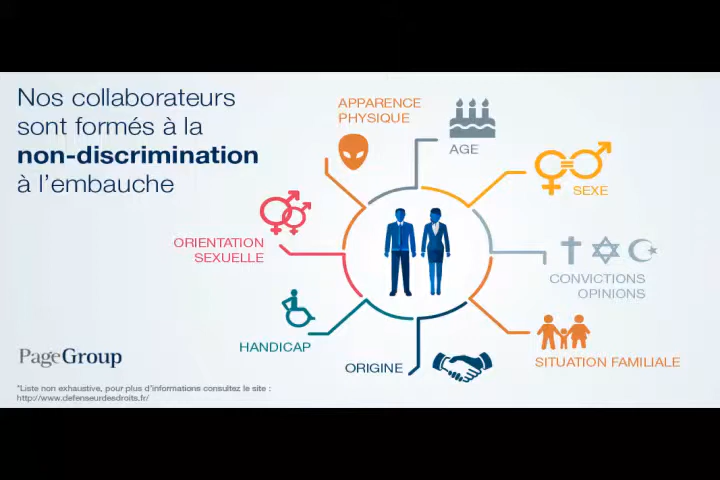 Nos collaborateurs
sont formés à la
non-discrimination
à l'embauche
APPARENCE
PHYSIQUE
AGE
SEXE
CONVICTIONS
OPINIONS
SITUATION FAMILIALE
ORIGINE
HANDICAP
ORIENTATION
SEXUELLE
PageGroup
*Liste non exhaustive, pour plus d'informations consultez le site :
http://www.defenseurdesdroits.fr/